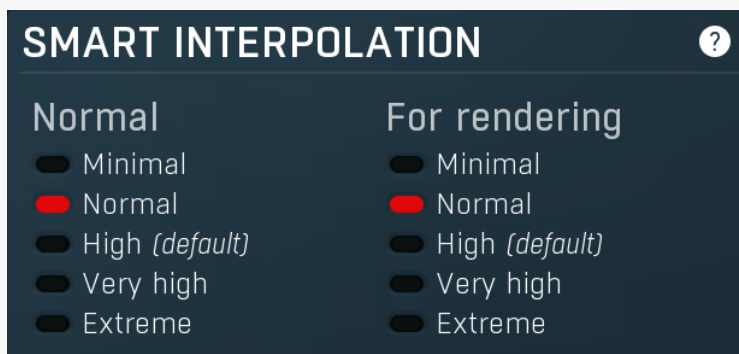 SMART INTERPOLATION ?
Normal
Minimal
Normal
High (default)
Very high
Extreme
For rendering
Minimal
Normal
High (default)
Very high
Extreme